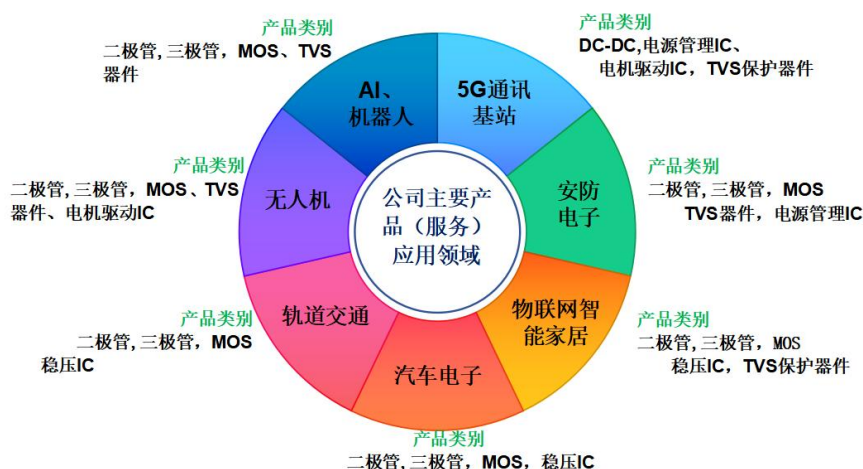 产品类别
二极管,三极管，MOS、TVS
器件
产品类别
DC-DC,电源管理IC、
电机驱动IC，TVS保护器件
AI、
机器人
5G通讯
基站
产品类别
二极管,三极管，MOS、TVS
器件、电机驱动IC
无人机
公司主要产
品（服务）
应用领域
安防
电子
产品类别
二极管,三极管，MOS
TVS器件，电源管理IC
产品类别
二极管,三极管，MOS
稳压IC
轨道交通
汽车电子
物联网智
能家居
产品类别
二极管,三极管，MOS
稳压IC，TVS保护器件
产品类别
二极管,三极管，MOS，稳压IC